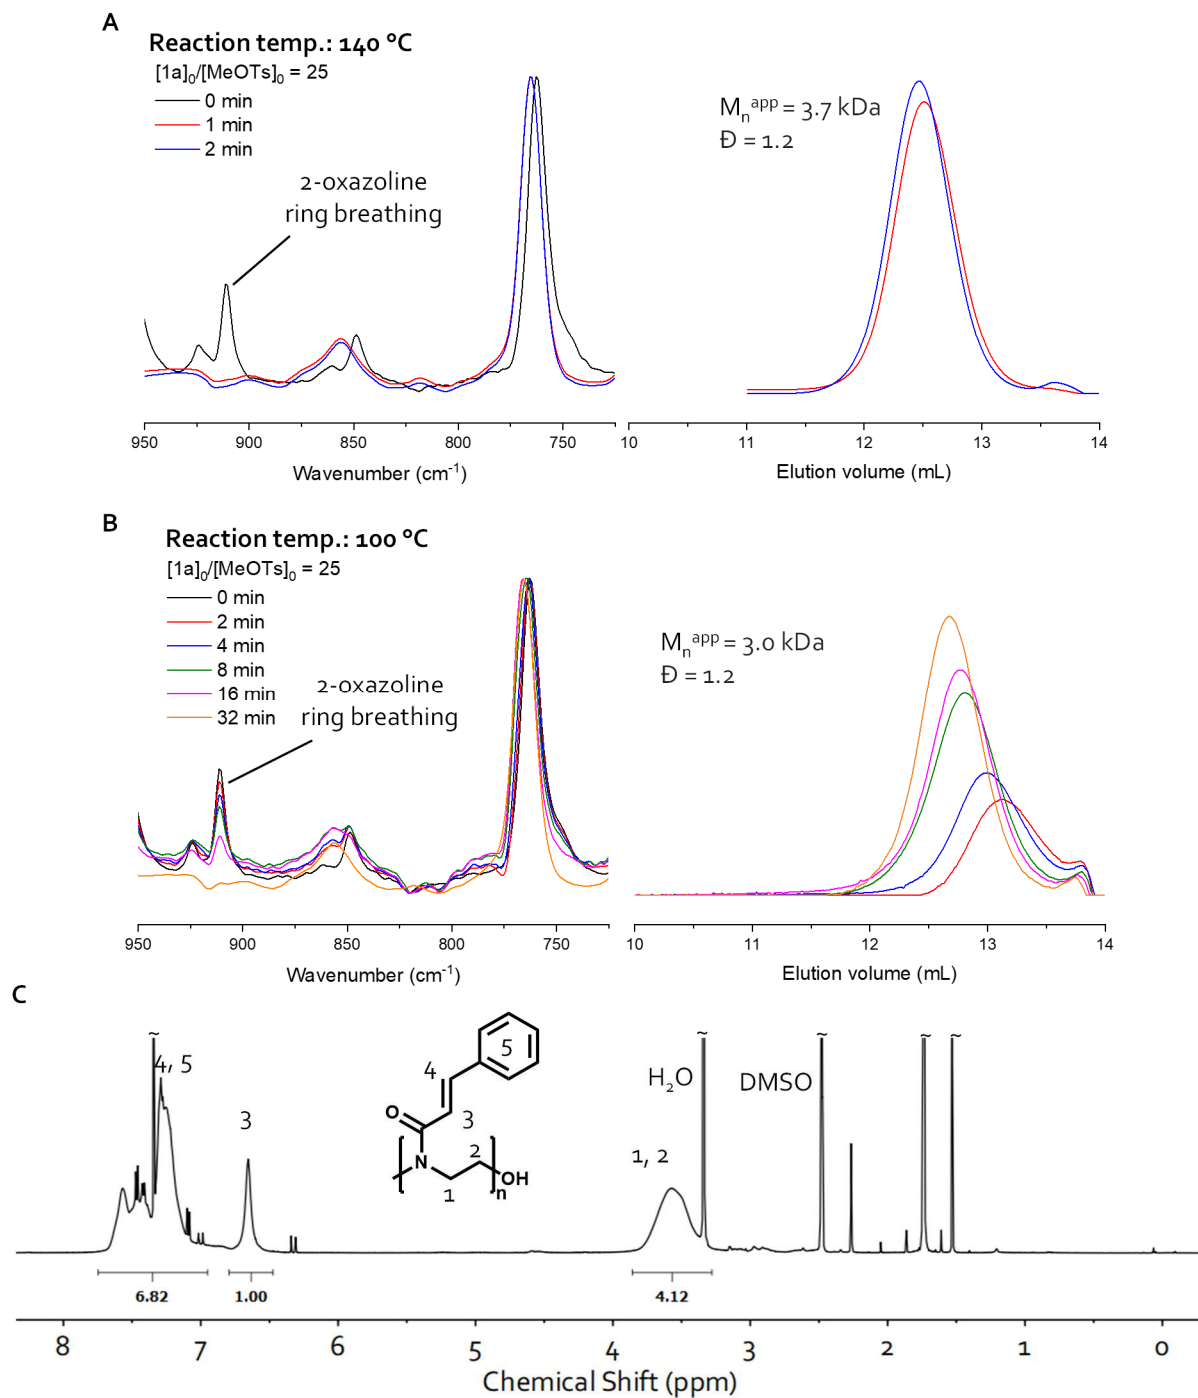 A
Reaction temp.: 140 °C
[1a]₀/[MeOTs]₀ = 25
0 min
1 min
2 min
2-oxazoline
ring breathing
Mₙᵃᵖᵖ = 3.7 kDa
Đ = 1.2
950 900 850 800 750
10 11 12 13 14
Wavenumber (cm⁻¹)
Elution volume (mL)
B
Reaction temp.: 100 °C
[1a]₀/[MeOTs]₀ = 25
0 min
2 min
4 min
8 min
16 min
32 min
2-oxazoline
ring breathing
Mₙᵃᵖᵖ = 3.0 kDa
Đ = 1.2
950 900 850 800 750
10 11 12 13 14
Wavenumber (cm⁻¹)
Elution volume (mL)
C
~ ~ ~ ~ ~
4, 5
3
5
4
3
O
N
2
1
n
OH
1, 2
H₂O
DMSO
6.82 1.00 4.12
8 7 6 5 4 3 2 1 0
Chemical Shift (ppm)